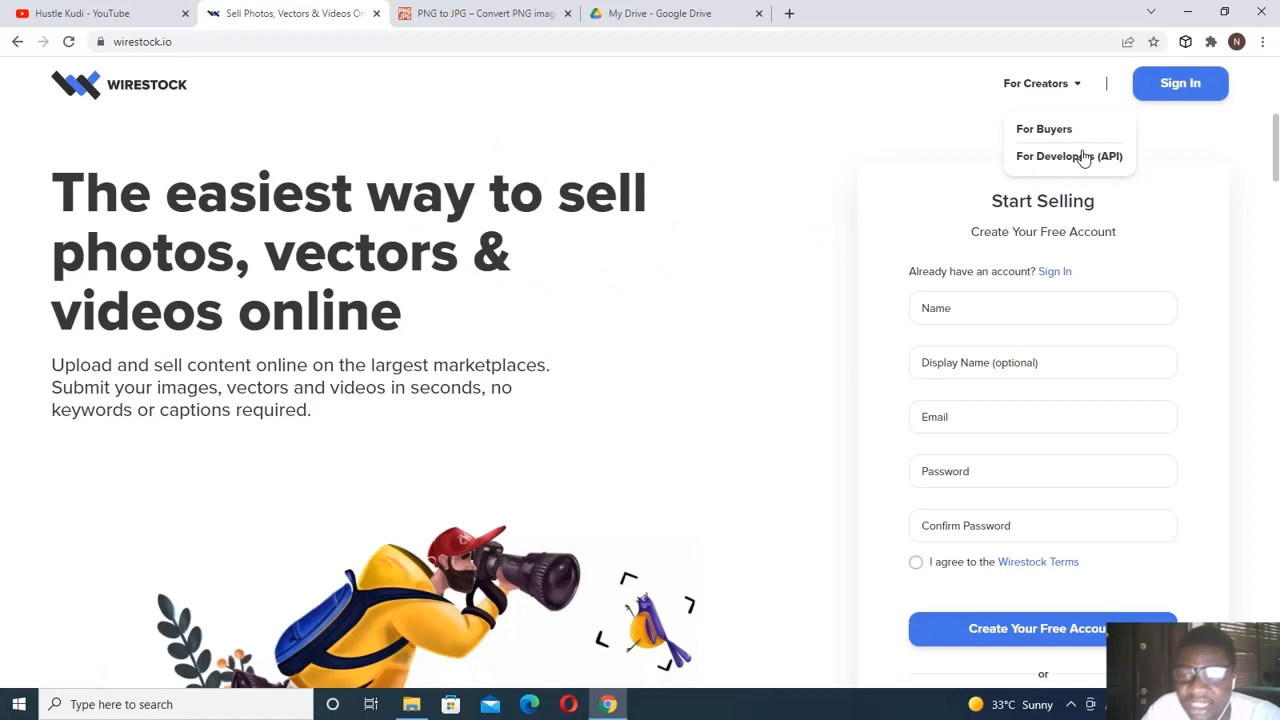 Hustle Kudi - YouTube
Sell Photos, Vectors & Videos On
PNG to JPG – Convert PNG imag
My Drive - Google Drive
wirestock.io
N
WIRESTOCK
For Creators
Sign In
For Buyers
For Developers (API)
The easiest way to sell
photos, vectors &
videos online
Upload and sell content online on the largest marketplaces.
Submit your images, vectors and videos in seconds, no
keywords or captions required.
Start Selling
Create Your Free Account
Already have an account? Sign In
Name
Display Name (optional)
Email
Password
Confirm Password
I agree to the Wirestock Terms
Create Your Free Accou
or
Type here to search
33°C Sunny